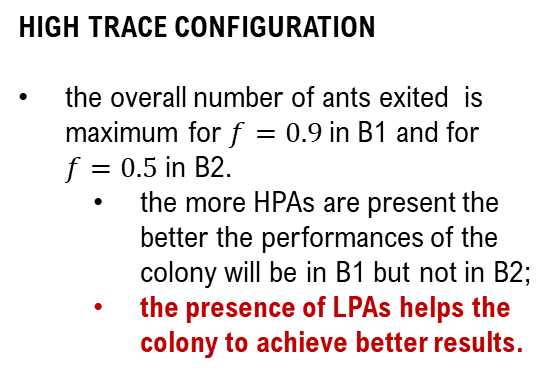 HIGH TRACE CONFIGURATION
• the overall number of ants exited is
maximum for f = 0.9 in B1 and for
f = 0.5 in B2.
• the more HPAs are present the
better the performances of the
colony will be in B1 but not in B2;
• the presence of LPAs helps the
colony to achieve better results.